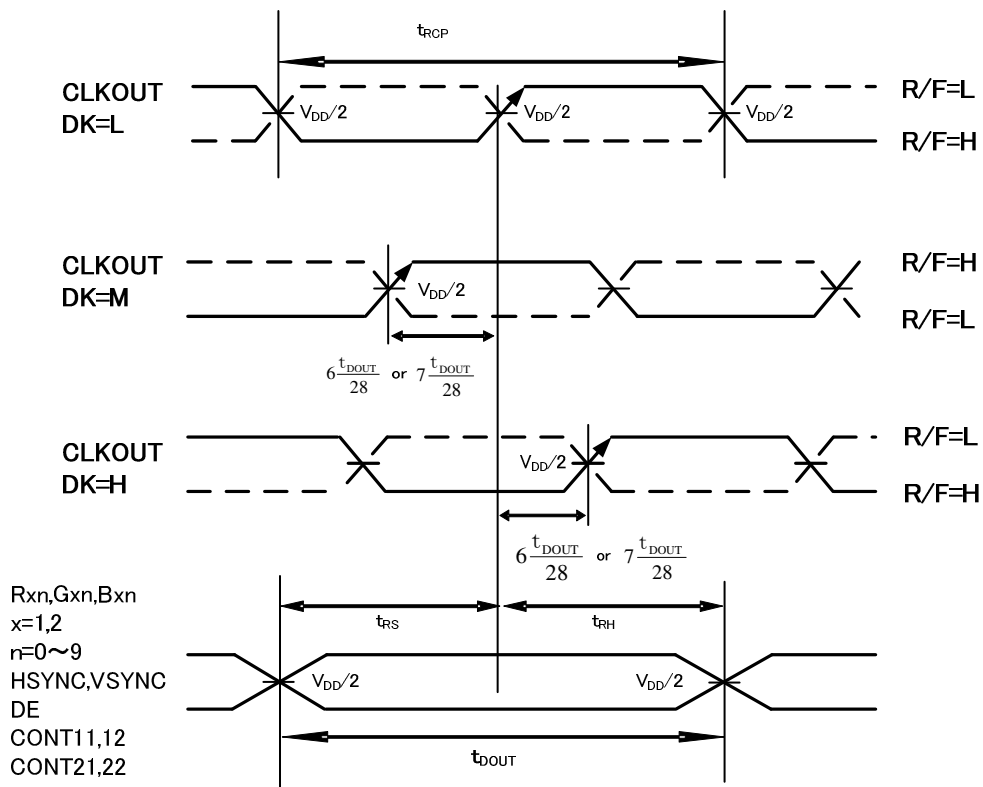 tRCP
CLKOUT
DK=L
VDD/2 VDD/2 VDD/2
R/F=L
R/F=H
CLKOUT
DK=M
VDD/2
R/F=H
R/F=L
6 tDOUT/28 or 7 tDOUT/28
CLKOUT
DK=H
VDD/2
R/F=L
R/F=H
6 tDOUT/28 or 7 tDOUT/28
Rxn,Gxn,Bxn
x=1,2
n=0～9
HSYNC,VSYNC
DE
CONT11,12
CONT21,22
tRS tRH
VDD/2 VDD/2
tDOUT